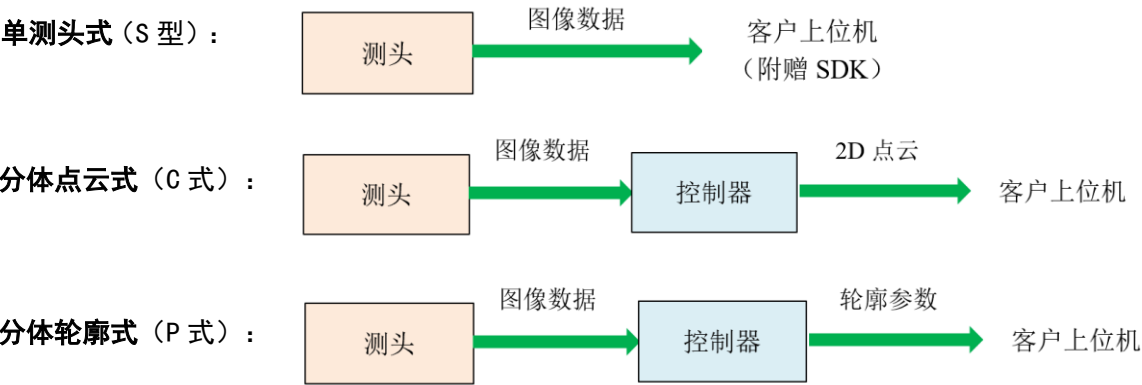 单测头式（S 型）：
测头
图像数据
客户上位机
（附赠 SDK）
分体点云式（C 式）：
测头
图像数据
控制器
2D 点云
客户上位机
分体轮廓式（P 式）：
测头
图像数据
控制器
轮廓参数
客户上位机